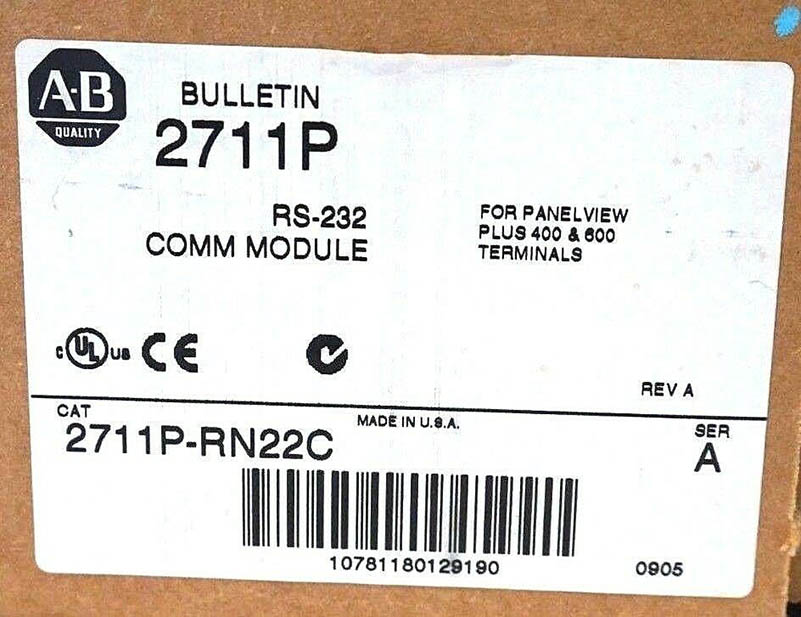 A-B
QUALITY
BULLETIN
2711P
RS-232
COMM MODULE
FOR PANELVIEW
PLUS 400 & 600
TERMINALS
C UL US CE
REV A
CAT
2711P-RN22C
MADE IN U.S.A.
SER
A
10781180129190
0905